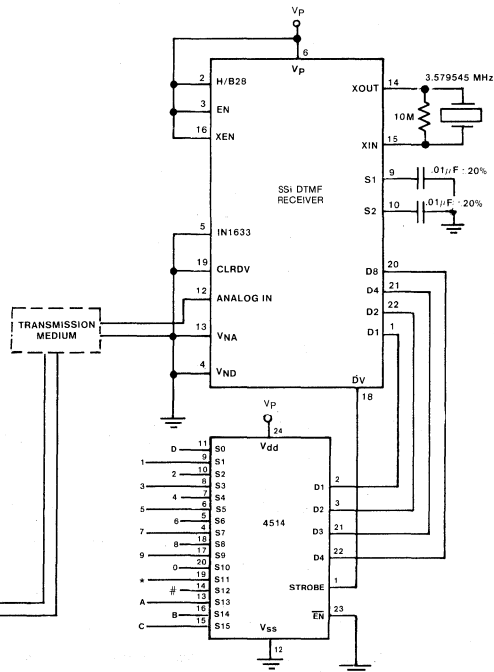 VP
6
VP
2 H/B28
3 EN
16 XEN
XOUT 14
3.579545 MHz
10M
XIN 15
S1 9 .01µF : 20%
S2 10 .01µF : 20%
SSi DTMF
RECEIVER
5 IN1633
19 CLRDV
12 ANALOG IN
13 VNA
4 VND
D8 20
D4 21
D2 22
D1 1
DV
18
TRANSMISSION
MEDIUM
VP
24
Vdd
D 11 S0
1 9 S1
2 10 S2
3 8 S3
4 7 S4
5 6 S5
6 5 S6
7 4 S7
8 18 S8
9 17 S9
0 20 S10
* 19 S11
# 14 S12
A 13 S13
B 16 S14
C 15 S15
4514
D1 2
D2 3
D3 21
D4 22
STROBE 1
EN 23
Vss
12